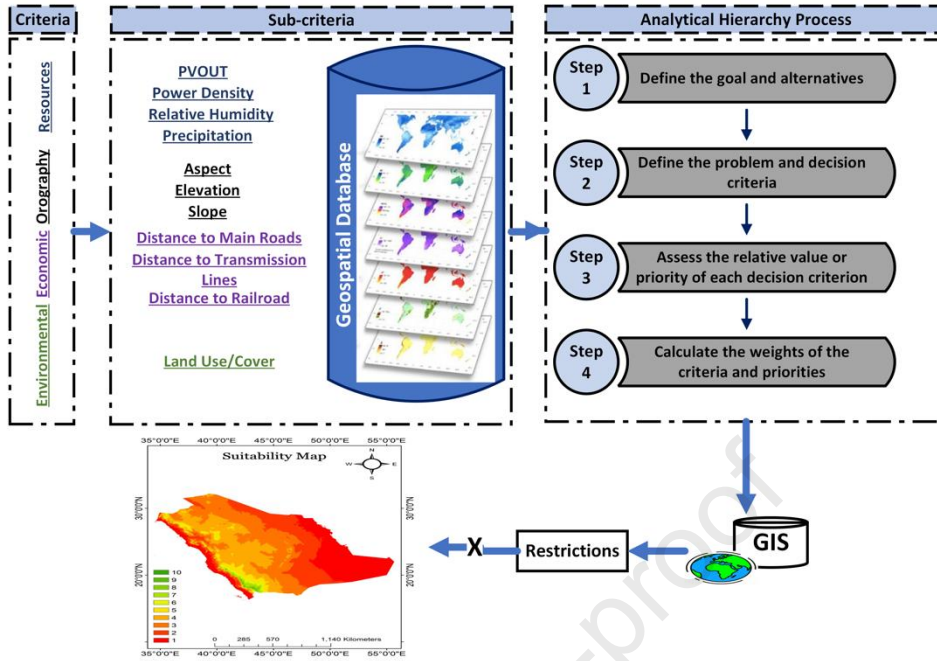 Criteria
Sub-criteria
Analytical Hierarchy Process
Resources
Orography
Economic
Environmental
PVOUT
Power Density
Relative Humidity
Precipitation
Aspect
Elevation
Slope
Distance to Main Roads
Distance to Transmission
Lines
Distance to Railroad
Land Use/Cover
Geospatial Database
Step
1
Define the goal and alternatives
Step
2
Define the problem and decision
criteria
Step
3
Assess the relative value or
priority of each decision criterion
Step
4
Calculate the weights of the
criteria and priorities
GIS
Restrictions
X
35°0'0"E 40°0'0"E 45°0'0"E 50°0'0"E 55°0'0"E
Suitability Map
N
W E
S
30°0'0"N
20°0'0"N
30°0'0"N
20°0'0"N
10
9
8
7
6
5
4
3
2
1
0 285 570 1,140 Kilometers
35°0'0"E 40°0'0"E 45°0'0"E 50°0'0"E 55°0'0"E